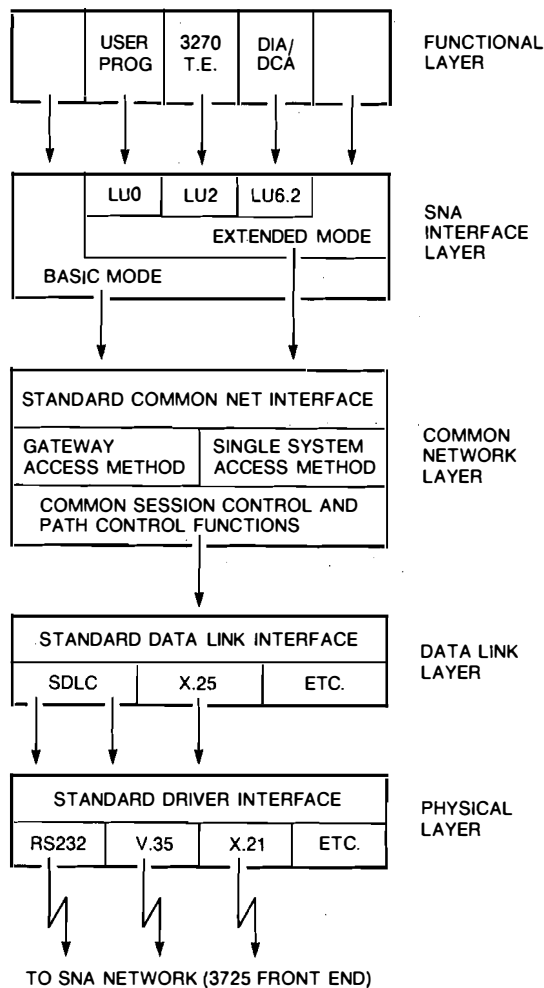 USER PROG
3270 T.E.
DIA/ DCA
FUNCTIONAL LAYER
LU0
LU2
LU6.2
EXTENDED MODE
BASIC MODE
SNA INTERFACE LAYER
STANDARD COMMON NET INTERFACE
GATEWAY ACCESS METHOD
SINGLE SYSTEM ACCESS METHOD
COMMON SESSION CONTROL AND
PATH CONTROL FUNCTIONS
COMMON NETWORK LAYER
STANDARD DATA LINK INTERFACE
SDLC
X.25
ETC.
DATA LINK LAYER
STANDARD DRIVER INTERFACE
RS232
V.35
X.21
ETC.
PHYSICAL LAYER
TO SNA NETWORK (3725 FRONT END)